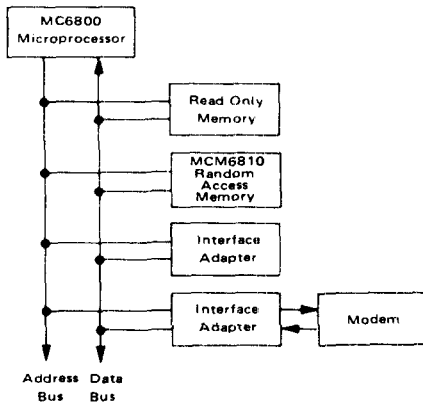 MC6800
Microprocessor
Read Only
Memory
MCM6810
Random
Access
Memory
Interface
Adapter
Interface
Adapter
Modem
Address
Bus
Data
Bus